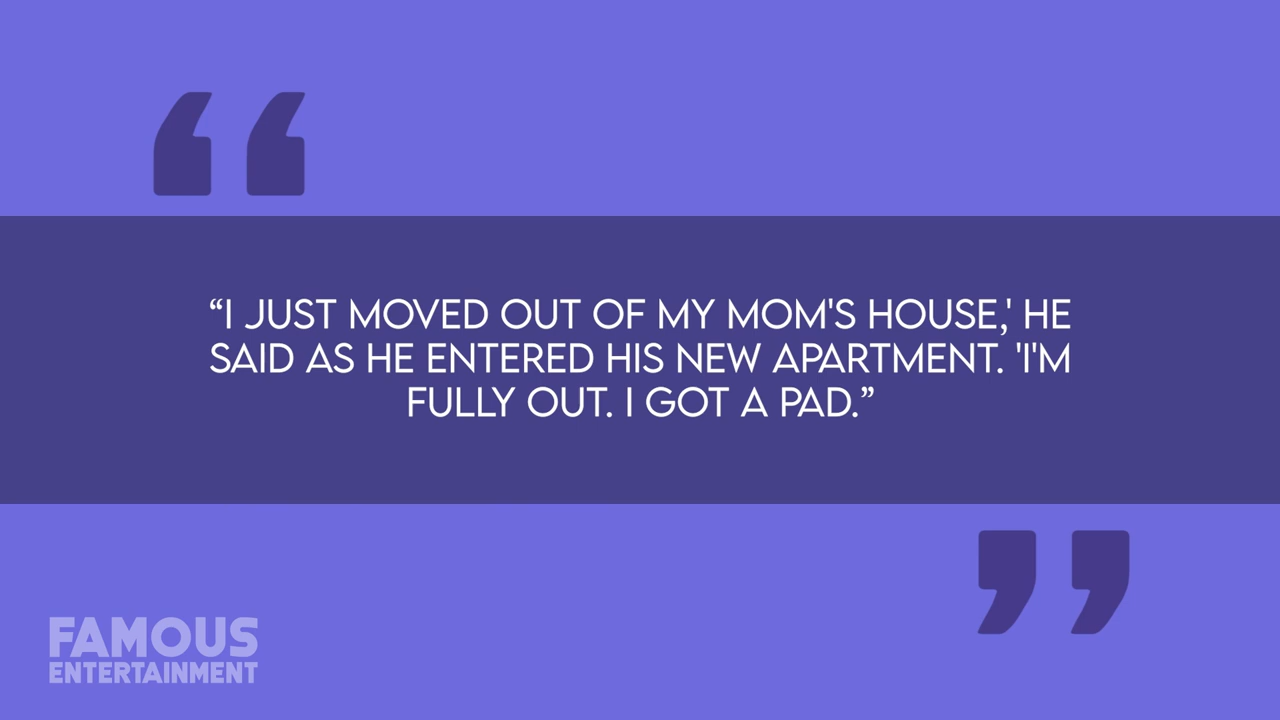 “I JUST MOVED OUT OF MY MOM'S HOUSE,' HE
SAID AS HE ENTERED HIS NEW APARTMENT. 'I'M
FULLY OUT. I GOT A PAD.”
FAMOUS
ENTERTAINMENT